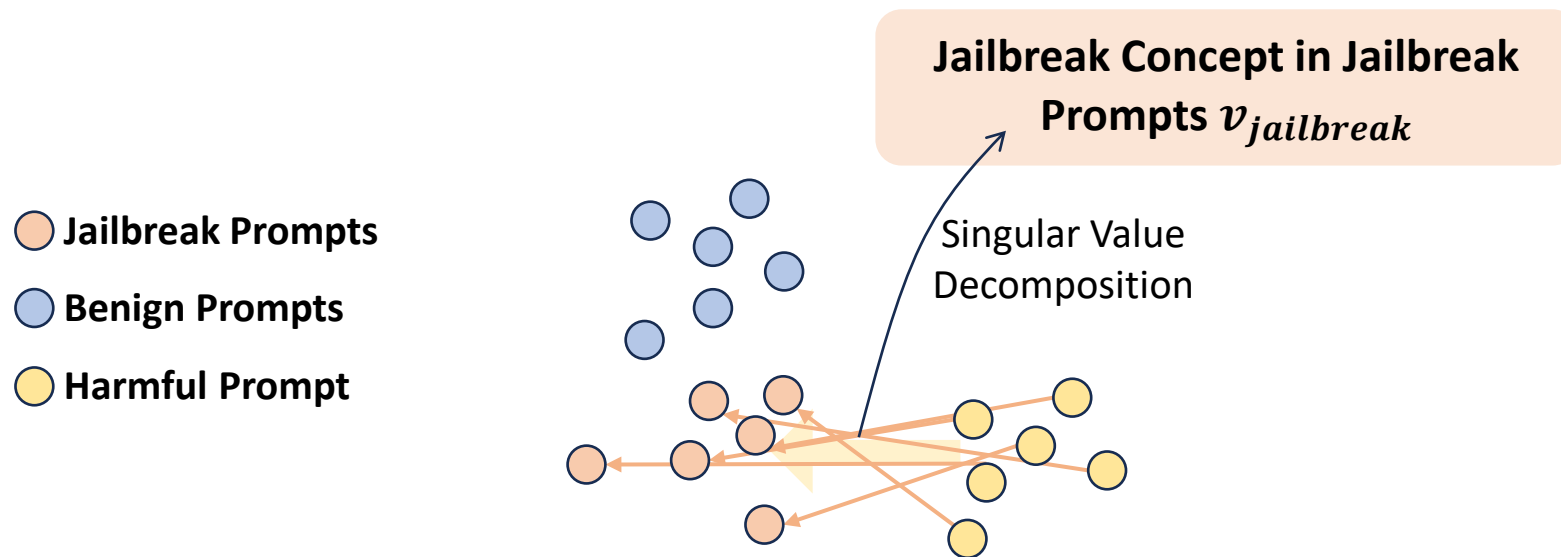 Jailbreak Concept in Jailbreak
Prompts v_jailbreak
Jailbreak Prompts
Singular Value
Decomposition
Benign Prompts
Harmful Prompt